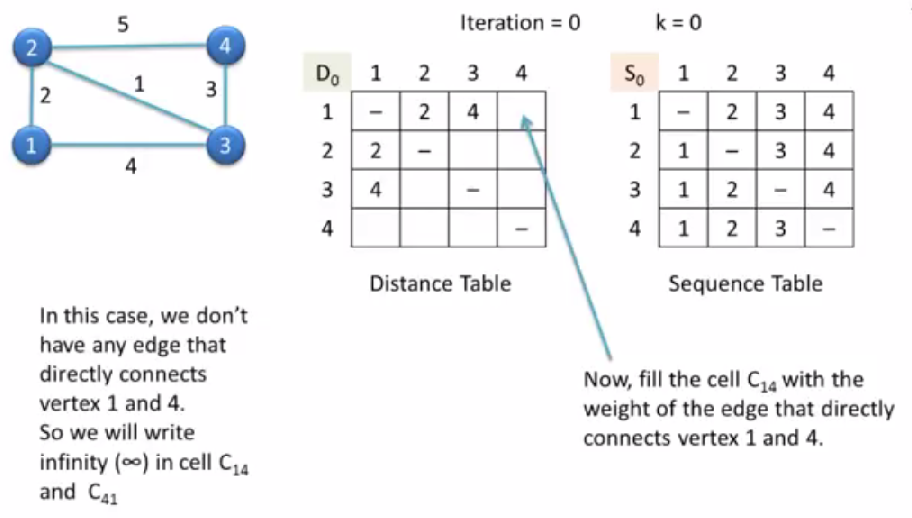 Iteration = 0 k = 0
5
2 4
2 1 3
1 3
4
D₀ 1 2 3 4
1 – 2 4
2 2 –
3 4 –
4 –
Distance Table
S₀ 1 2 3 4
1 – 2 3 4
2 1 – 3 4
3 1 2 – 4
4 1 2 3 –
Sequence Table
In this case, we don’t
have any edge that
directly connects
vertex 1 and 4.
So we will write
infinity (∞) in cell C₁₄
and C₄₁
Now, fill the cell C₁₄ with the
weight of the edge that directly
connects vertex 1 and 4.